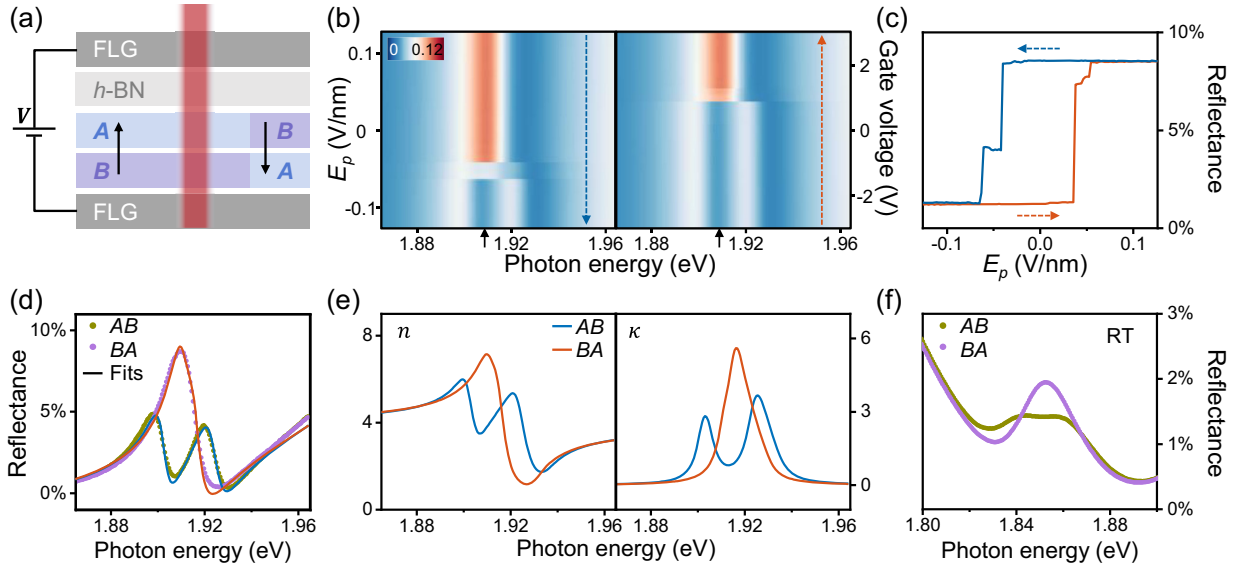 (a)
FLG
h-BN
A
B
B
A
FLG
V
(b)
0 0.12
0.1
0
-0.1
E_p (V/nm)
1.88 1.92 1.96 1.88 1.92 1.96
Photon energy (eV)
2
0
-2
Gate voltage (V)
(c)
10%
5%
0%
Reflectance
-0.1 0.0 0.1
E_p (V/nm)
(d)
AB
BA
Fits
10%
5%
0%
Reflectance
1.88 1.92 1.96
Photon energy (eV)
(e)
n
AB
BA
κ
8
4
0
6
3
0
1.88 1.92 1.96 1.88 1.92 1.96
Photon energy (eV)
(f)
AB
BA
RT
3%
2%
1%
0%
Reflectance
1.80 1.84 1.88
Photon energy (eV)